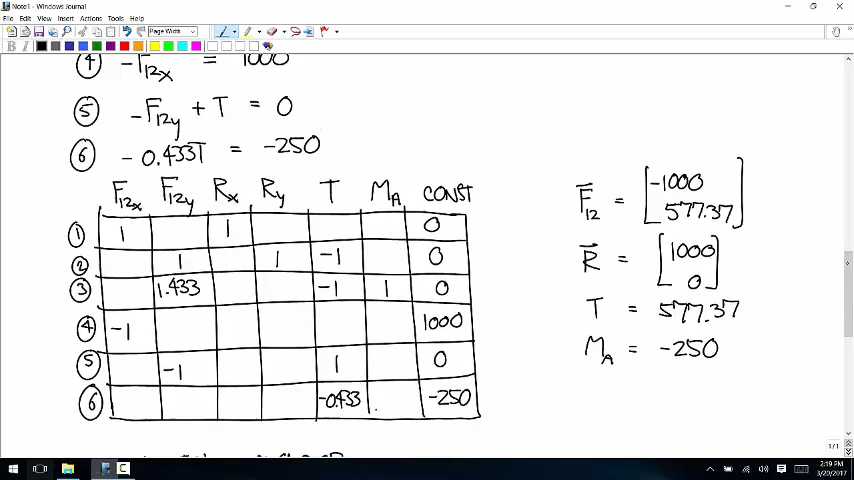 Note1 - Windows Journal
File Edit View Insert Actions Tools Help
Page Width
B I
④ -F12x = 1000
⑤ -F12y + T = 0
⑥ -0.433T = -250
F12x F12y Rx Ry T MA CONST
① 1 1 0
② 1 1 -1 0
③ 1.433 -1 1 0
④ -1 1000
⑤ -1 1 0
⑥ -0.433 -250
F12 = [-1000
577.37]
R = [1000
0]
T = 577.37
MA = -250
1/1
2:19 PM
3/20/2017